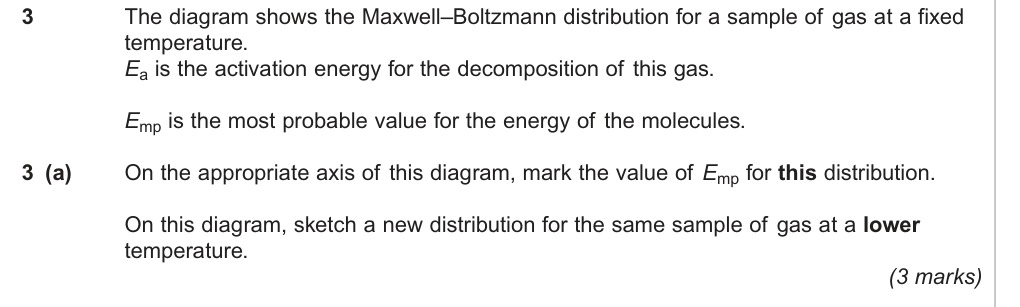 3 The diagram shows the Maxwell–Boltzmann distribution for a sample of gas at a fixed
temperature.
Ea is the activation energy for the decomposition of this gas.
Emp is the most probable value for the energy of the molecules.
3 (a) On the appropriate axis of this diagram, mark the value of Emp for this distribution.
On this diagram, sketch a new distribution for the same sample of gas at a lower
temperature.
(3 marks)